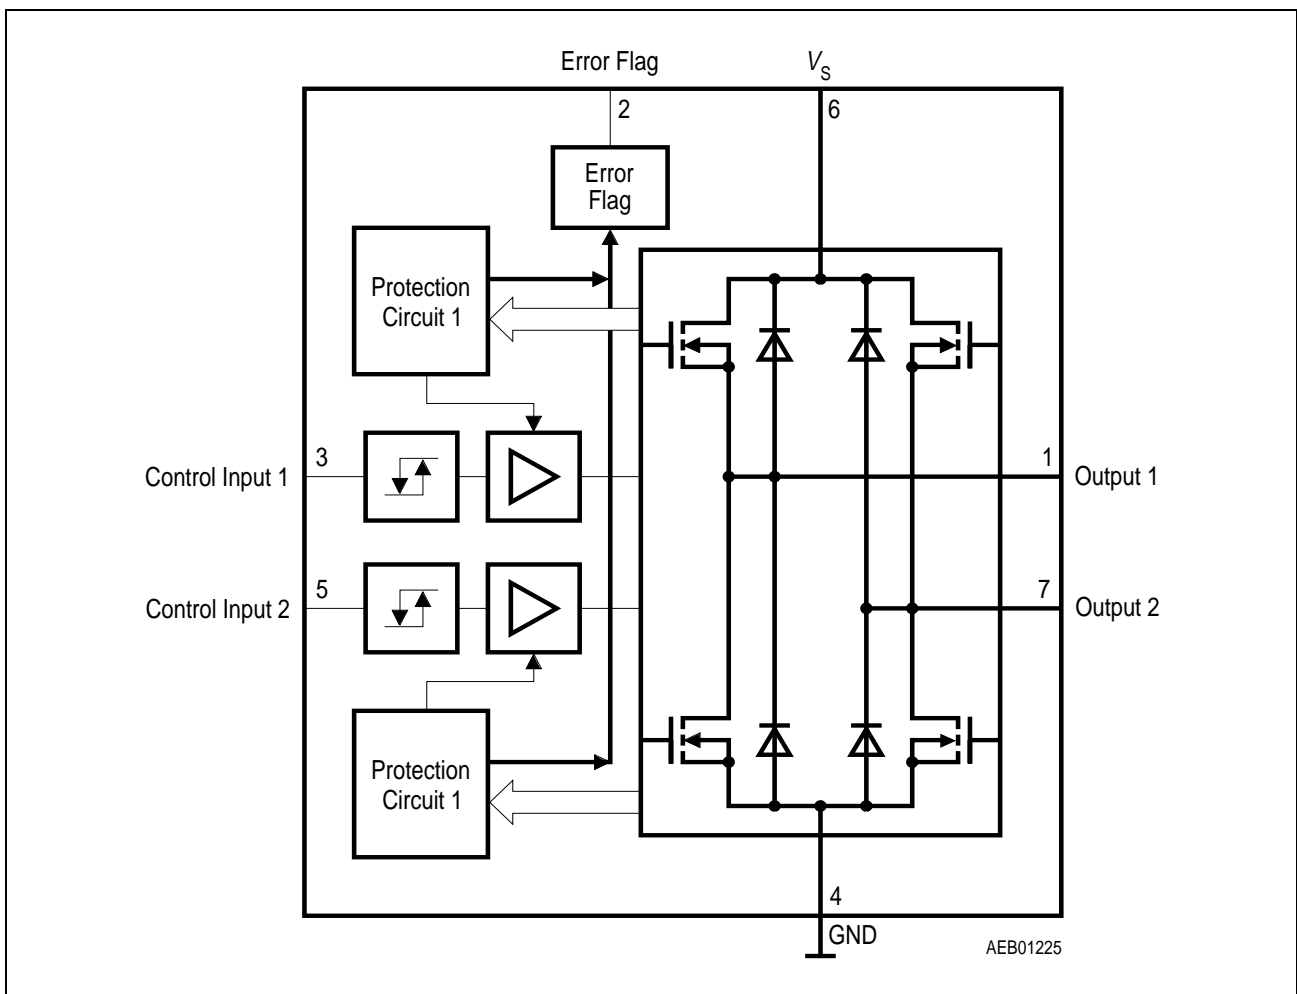 Error Flag
V_S
2
6
Error
Flag
Protection
Circuit 1
3
1
Control Input 1
Output 1
5
7
Control Input 2
Output 2
Protection
Circuit 1
4
GND
AEB01225